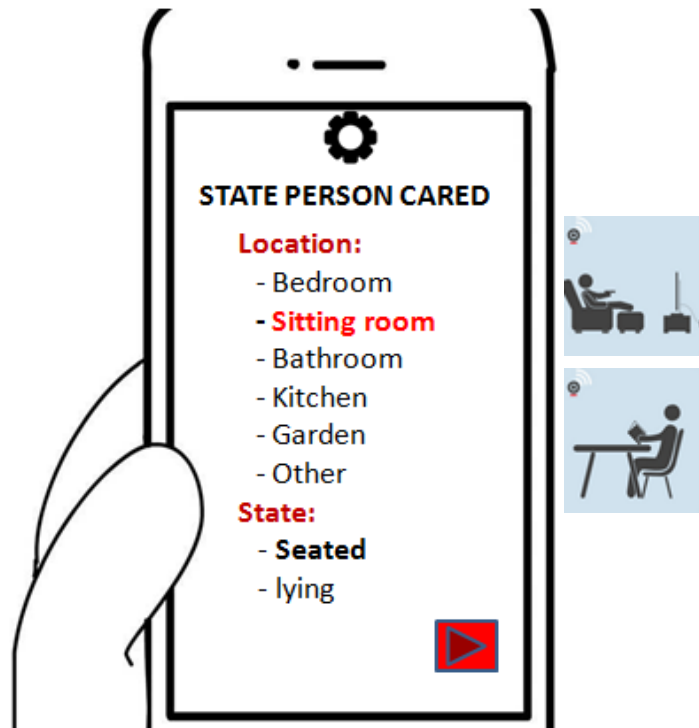 STATE PERSON CARED
Location:
- Bedroom
- Sitting room
- Bathroom
- Kitchen
- Garden
- Other
State:
- Seated
- lying